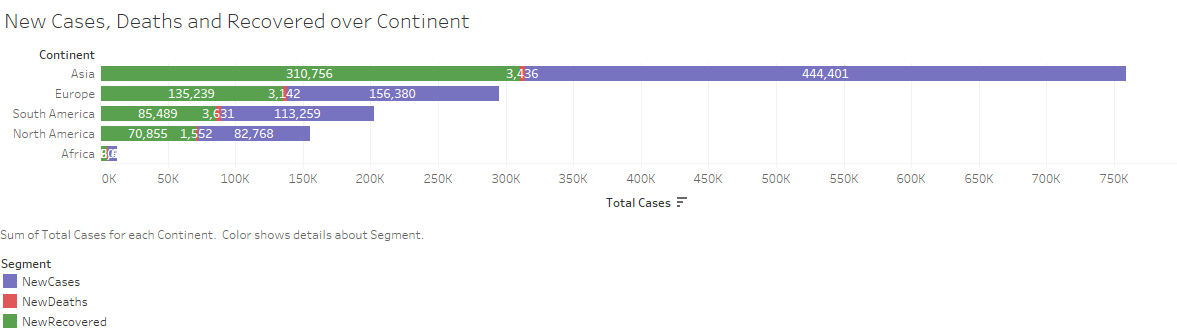 New Cases, Deaths and Recovered over Continent
Continent
Asia 310,756 3,436 444,401
Europe 135,239 3,142 156,380
South America 85,489 3,631 113,259
North America 70,855 1,552 82,768
Africa
0K 50K 100K 150K 200K 250K 300K 350K 400K 450K 500K 550K 600K 650K 700K 750K
Total Cases
Sum of Total Cases for each Continent. Color shows details about Segment.
Segment
NewCases
NewDeaths
NewRecovered